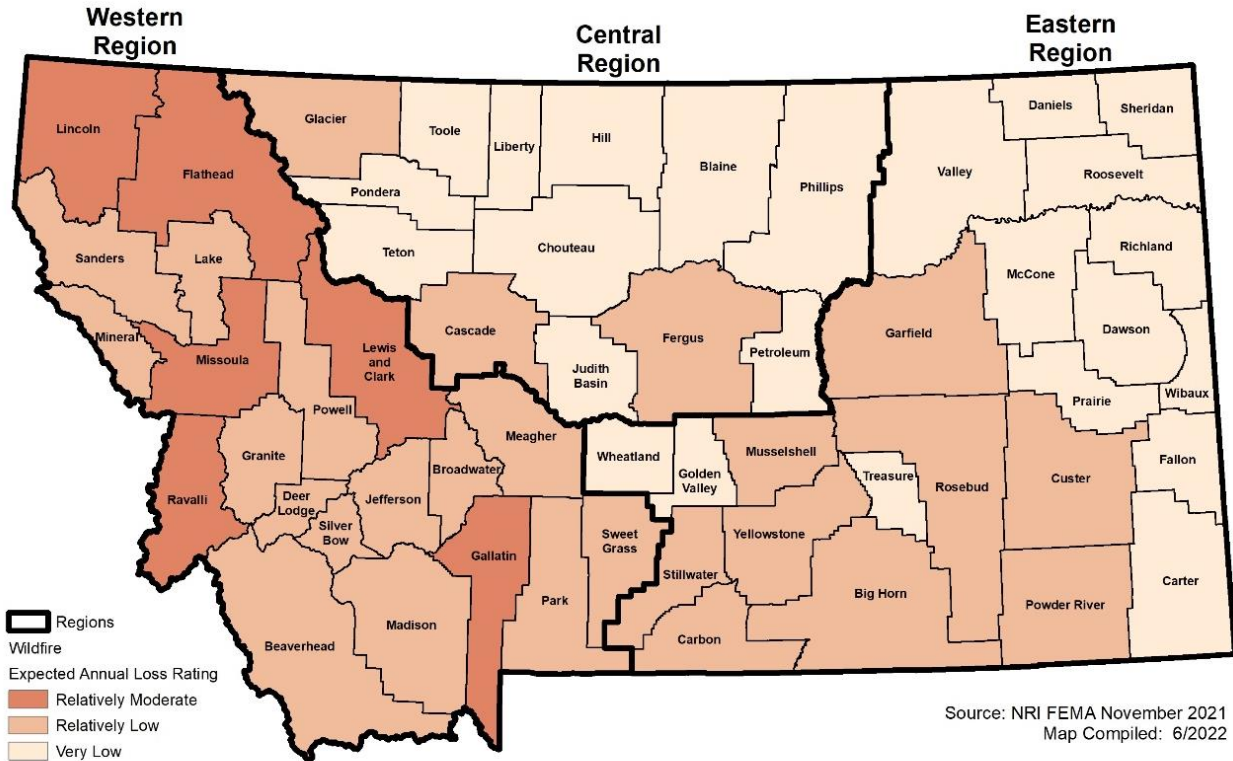 Western
Region
Central
Region
Eastern
Region
Lincoln
Flathead
Glacier
Toole
Liberty
Hill
Blaine
Phillips
Valley
Daniels
Sheridan
Roosevelt
Pondera
Teton
Chouteau
Sanders
Lake
Richland
McCone
Dawson
Garfield
Cascade
Fergus
Petroleum
Judith
Basin
Mineral
Missoula
Lewis
and
Clark
Powell
Prairie
Wibaux
Meagher
Wheatland
Golden
Valley
Musselshell
Treasure
Rosebud
Custer
Fallon
Granite
Deer
Lodge
Silver
Bow
Jefferson
Broadwater
Ravalli
Gallatin
Sweet
Grass
Yellowstone
Stillwater
Park
Big Horn
Powder River
Carter
Carbon
Madison
Beaverhead
Regions
Wildfire
Expected Annual Loss Rating
Relatively Moderate
Relatively Low
Very Low
Source: NRI FEMA November 2021
Map Compiled: 6/2022